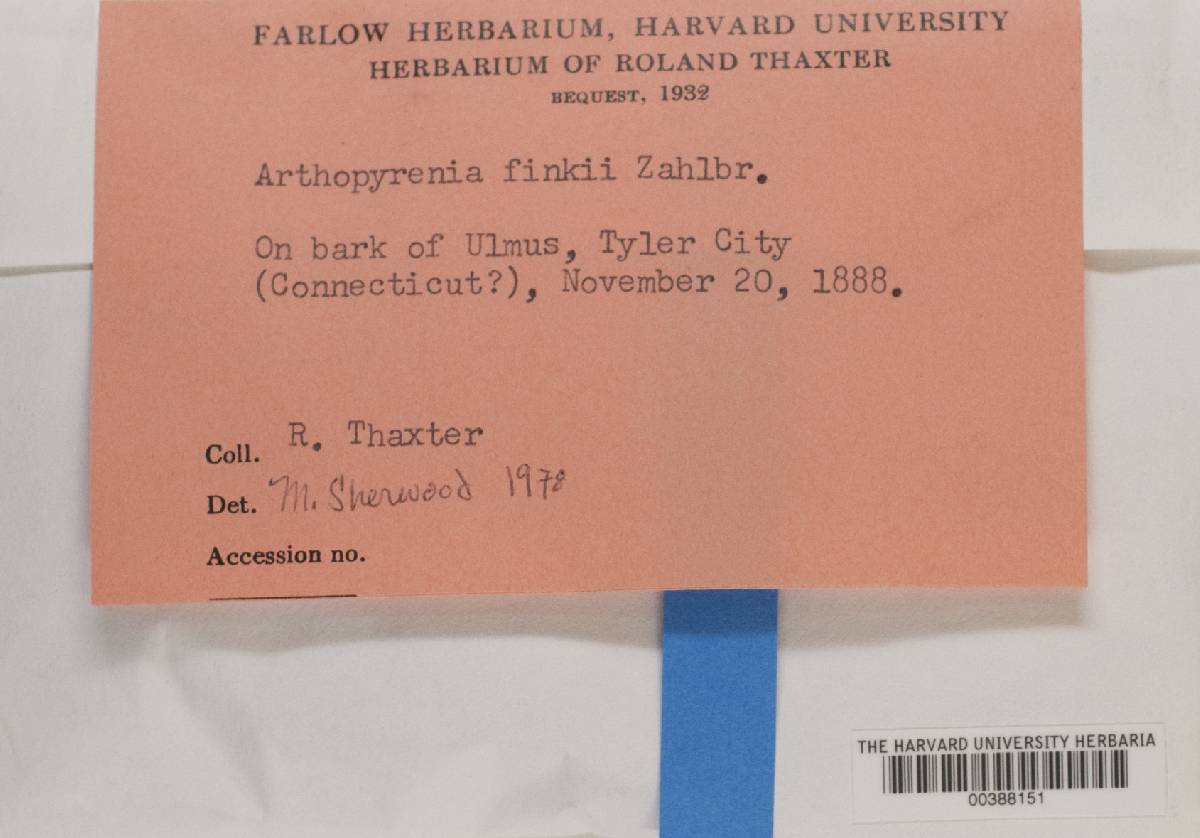 FARLOW HERBARIUM, HARVARD UNIVERSITY
HERBARIUM OF ROLAND THAXTER
BEQUEST, 1932
Arthopyrenia finkii Zahlbr.
On bark of Ulmus, Tyler City
(Connecticut?), November 20, 1888.
Coll. R. Thaxter
Det. M. Sherwood 1978
Accession no.
THE HARVARD UNIVERSITY HERBARIA
00388151